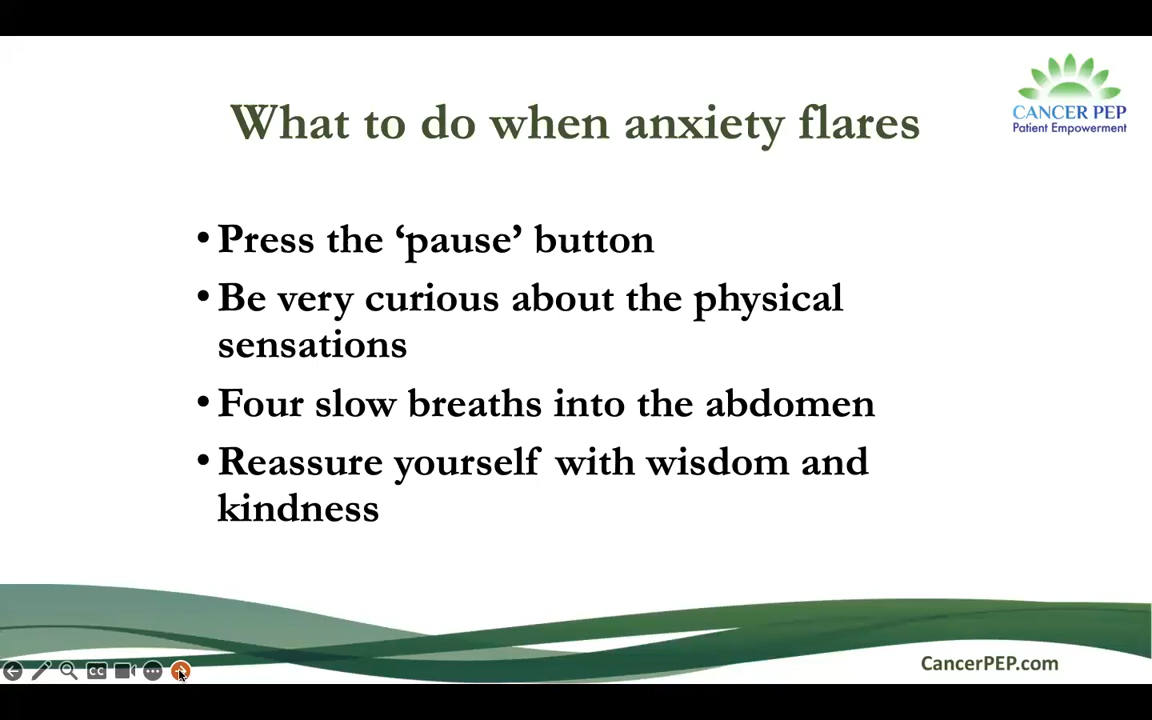 What to do when anxiety flares
CANCER PEP
Patient Empowerment
• Press the ‘pause’ button
• Be very curious about the physical
sensations
• Four slow breaths into the abdomen
• Reassure yourself with wisdom and
kindness
CC
CancerPEP.com